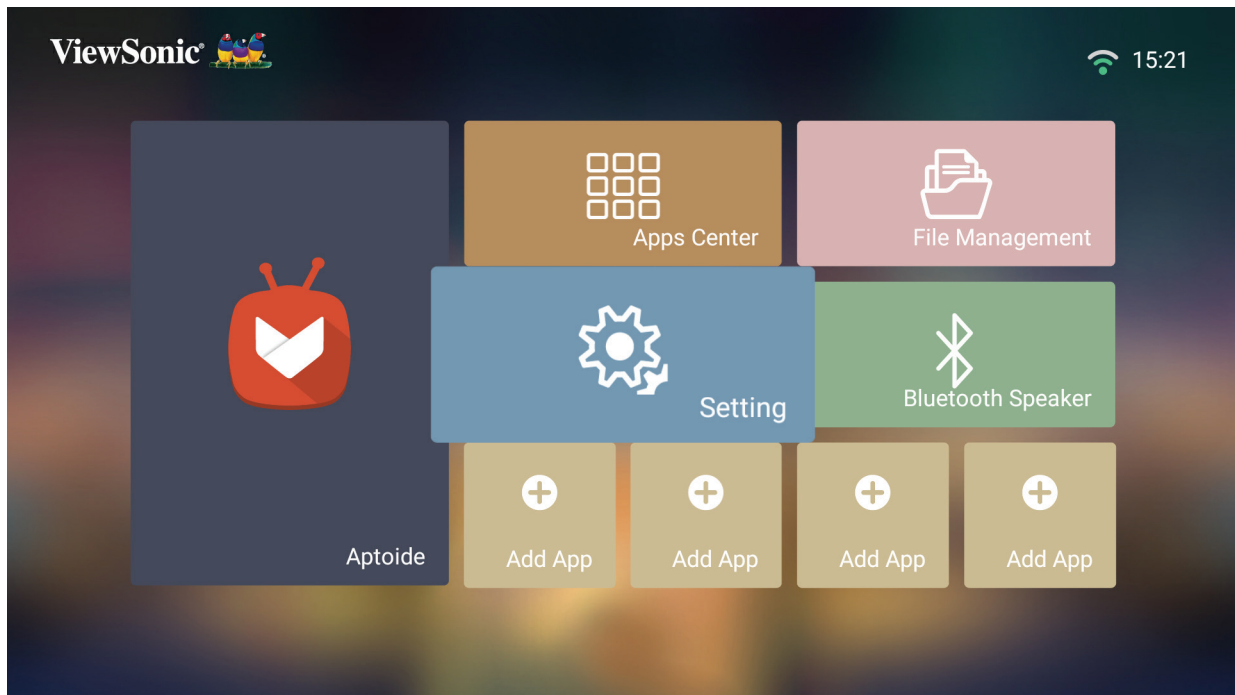 ViewSonic®
15:21
Apps Center
File Management
Setting
Bluetooth Speaker
Aptoide
Add App
Add App
Add App
Add App